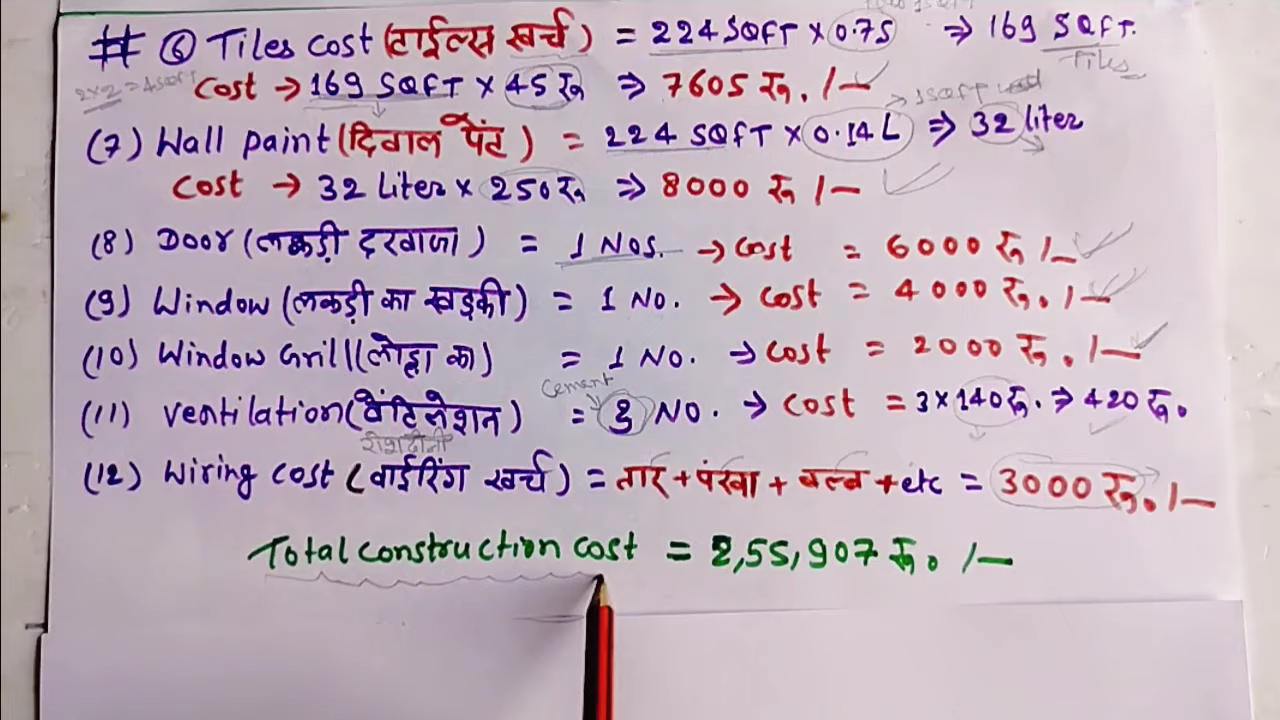 # ⑥ Tiles cost (टाईल्स खर्च) = 224 SQFT × 0.75 ⇒ 169 SQFT.
Tiles
2×2 = 4 SQFT
Cost → 169 SQFT × 45 रु ⇒ 7605 रु. /—
(7) Wall paint (दिवाल पेंट) = 224 SQFT × 0.14 L ⇒ 32 liter
Cost → 32 Liter × 250 रु ⇒ 8000 रु /—
(8) Door (लकड़ी दरवाजा) = 1 NOS. → Cost = 6000 रु /—
(9) Window (लकड़ी का खड़की) = 1 NO. → Cost = 4000 रु. /—
(10) Window Grill (लोहा का) = 1 NO. → Cost = 2000 रु. /—
Cement
(11) Ventilation (वेंटिलेशन) = 3 NO. → Cost = 3 × 140 रु. ⇒ 420 रु.
रोशदानी
(12) Wiring cost (वाईरिंग खर्च) = तार + पंखा + बल्ब + etc = 3000 रु. /—
Total construction cost = 2,55,907 रु. /—